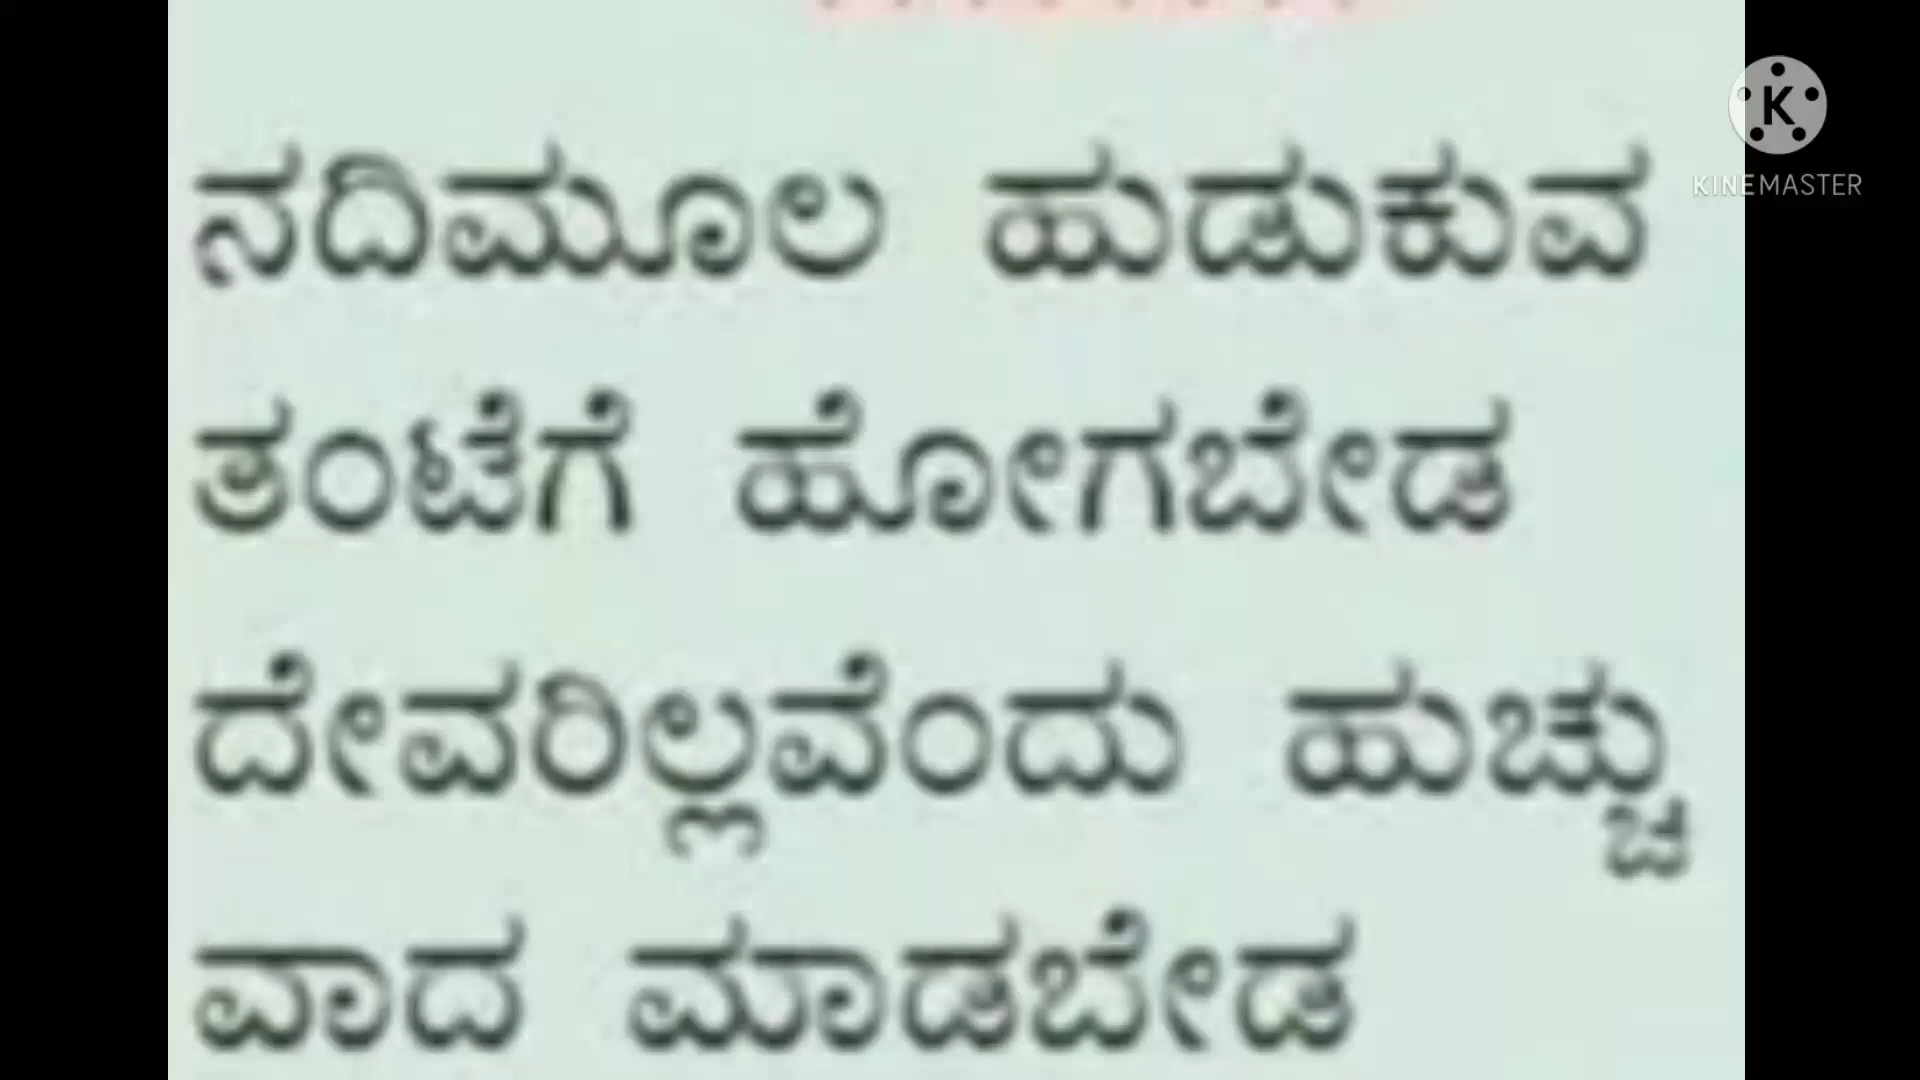 ನದಿಮೂಲ ಹುಡುಕುವ
ತಂಟೆಗೆ ಹೋಗಬೇಡ
ದೇವರಿಲ್ಲವೆಂದು ಹುಚ್ಚು
ವಾದ ಮಾಡಬೇಡ
K
KINEMASTER